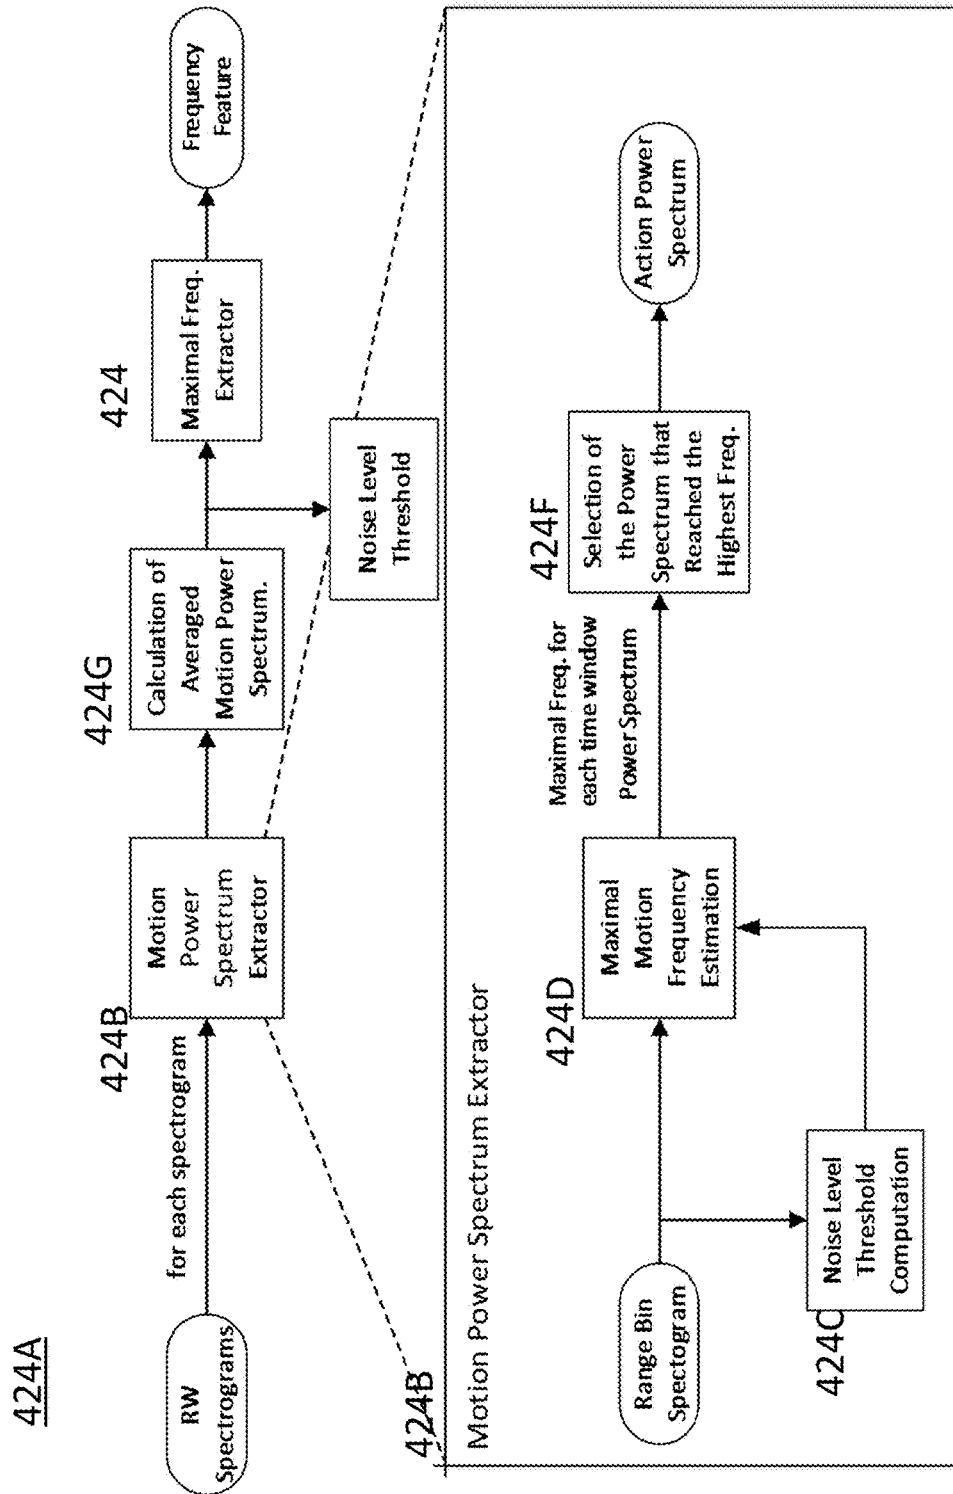 424A
RW
Spectrograms
for each spectrogram
424B
Motion
Power
Spectrum
Extractor
424G
Calculation of
Averaged
Motion Power
Spectrum.
424
Maximal Freq.
Extractor
Frequency
Feature
Noise Level
Threshold
424B
Motion Power Spectrum Extractor
Range Bin
Spectogram
424C
Noise Level
Threshold
Computation
424D
Maximal
Motion
Frequency
Estimation
Maximal Freq. for
each time window
Power Spectrum
424F
Selection of
the Power
Spectrum that
Reached the
Highest Freq.
Action Power
Spectrum